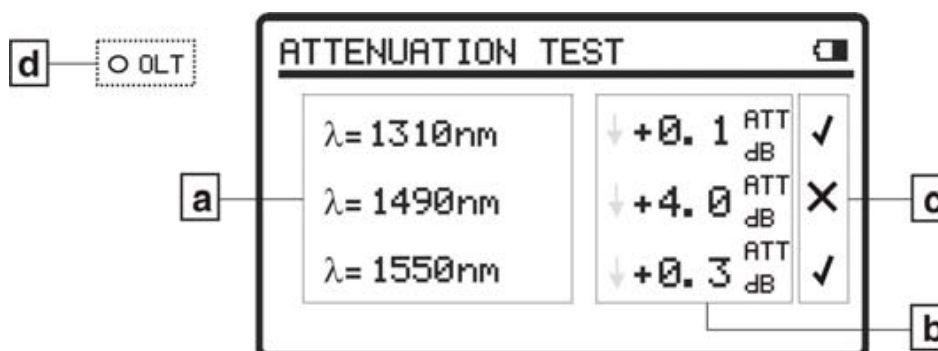 d
○ OLT
ATTENUATION TEST
λ=1310nm ↓+0.1 ATT dB ✓
a
λ=1490nm ↓+4.0 ATT dB ✕
c
λ=1550nm ↓+0.3 ATT dB ✓
b